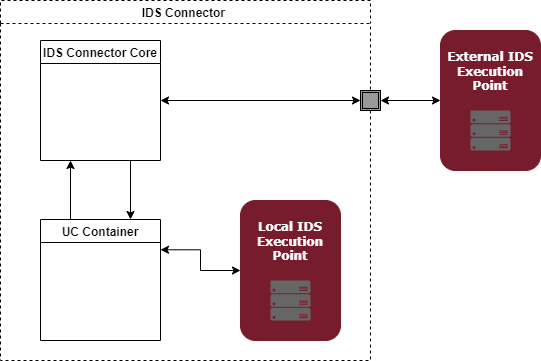 IDS Connector
IDS Connector Core
External IDS
Execution
Point
UC Container
Local IDS
Execution
Point